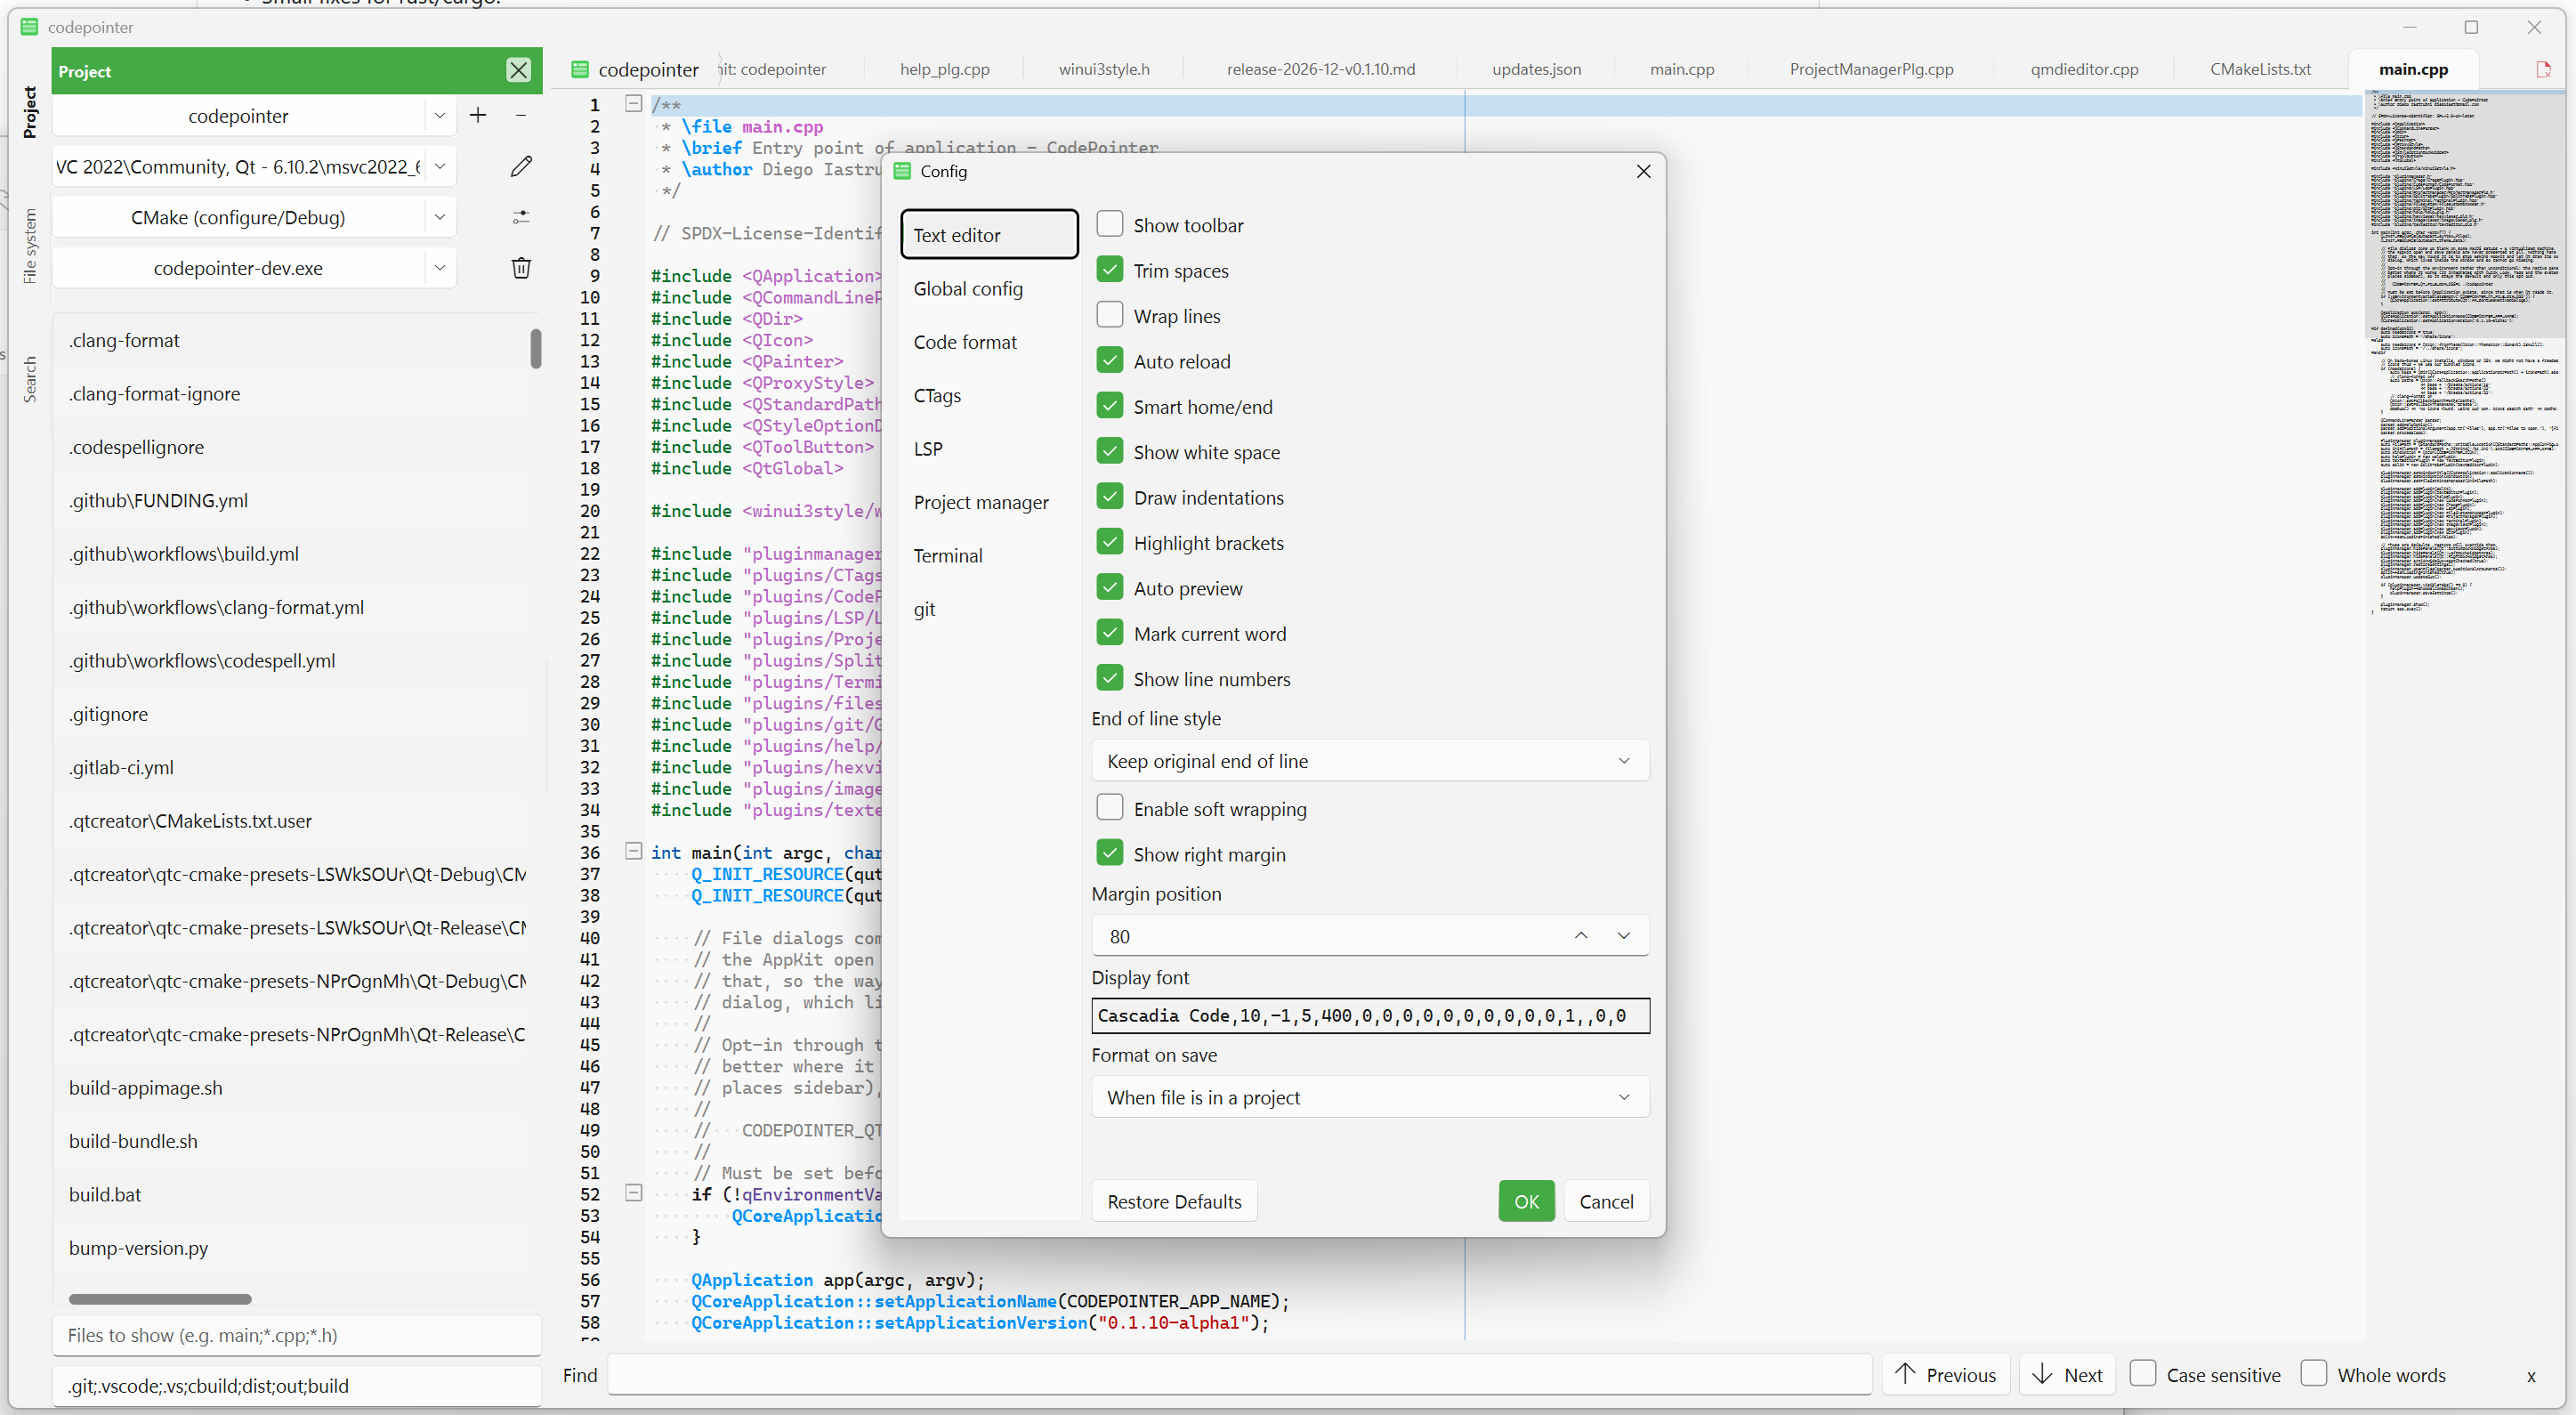 Small fixes for rust/cargo.
codepointer
Project
File system
Search
Project
codepointer
VC 2022\Community, Qt - 6.10.2\msvc2022_6
CMake (configure/Debug)
codepointer-dev.exe
.clang-format
.clang-format-ignore
.codespellignore
.github\FUNDING.yml
.github\workflows\build.yml
.github\workflows\clang-format.yml
.github\workflows\codespell.yml
.gitignore
.gitlab-ci.yml
.qtcreator\CMakeLists.txt.user
.qtcreator\qtc-cmake-presets-LSWkSOUr\Qt-Debug\CM
.qtcreator\qtc-cmake-presets-LSWkSOUr\Qt-Release\CM
.qtcreator\qtc-cmake-presets-NPrOgnMh\Qt-Debug\CM
.qtcreator\qtc-cmake-presets-NPrOgnMh\Qt-Release\C
build-appimage.sh
build-bundle.sh
build.bat
bump-version.py
Files to show (e.g. main;*.cpp;*.h)
.git;.vscode;.vs;cbuild;dist;out;build
codepointer
nit: codepointer
help_plg.cpp
winui3style.h
release-2026-12-v0.1.10.md
updates.json
main.cpp
ProjectManagerPlg.cpp
qmdieditor.cpp
CMakeLists.txt
main.cpp
1 /**
2 * \file main.cpp
3 * \brief Entry point of application - CodePointer
4 * \author Diego Iastru
5 */
6
7 // SPDX-License-Identif
8
9 #include <QApplication>
10 #include <QCommandLineP
11 #include <QDir>
12 #include <QIcon>
13 #include <QPainter>
14 #include <QProxyStyle>
15 #include <QStandardPath
16 #include <QStyleOptionD
17 #include <QToolButton>
18 #include <QtGlobal>
19
20 #include <winui3style/w
21
22 #include "pluginmanager
23 #include "plugins/CTags
24 #include "plugins/CodeF
25 #include "plugins/LSP/L
26 #include "plugins/Proje
27 #include "plugins/Split
28 #include "plugins/Termi
29 #include "plugins/files
30 #include "plugins/git/G
31 #include "plugins/help/
32 #include "plugins/hexvi
33 #include "plugins/image
34 #include "plugins/texte
35
36 int main(int argc, char
37 Q_INIT_RESOURCE(qut
38 Q_INIT_RESOURCE(qut
39
40 // File dialogs com
41 // the AppKit open
42 // that, so the way
43 // dialog, which li
44 //
45 // Opt-in through t
46 // better where it
47 // places sidebar),
48 //
49 // CODEPOINTER_QT
50 //
51 // Must be set befo
52 if (!qEnvironmentVa
53 QCoreApplicatio
54 }
55
56 QApplication app(argc, argv);
57 QCoreApplication::setApplicationName(CODEPOINTER_APP_NAME);
58 QCoreApplication::setApplicationVersion("0.1.10-alpha1");
Config
Text editor
Global config
Code format
CTags
LSP
Project manager
Terminal
git
Show toolbar
Trim spaces
Wrap lines
Auto reload
Smart home/end
Show white space
Draw indentations
Highlight brackets
Auto preview
Mark current word
Show line numbers
End of line style
Keep original end of line
Enable soft wrapping
Show right margin
Margin position
80
Display font
Cascadia Code,10,-1,5,400,0,0,0,0,0,0,0,0,0,0,1,,0,0
Format on save
When file is in a project
Restore Defaults
OK
Cancel
Find
Previous
Next
Case sensitive
Whole words
x